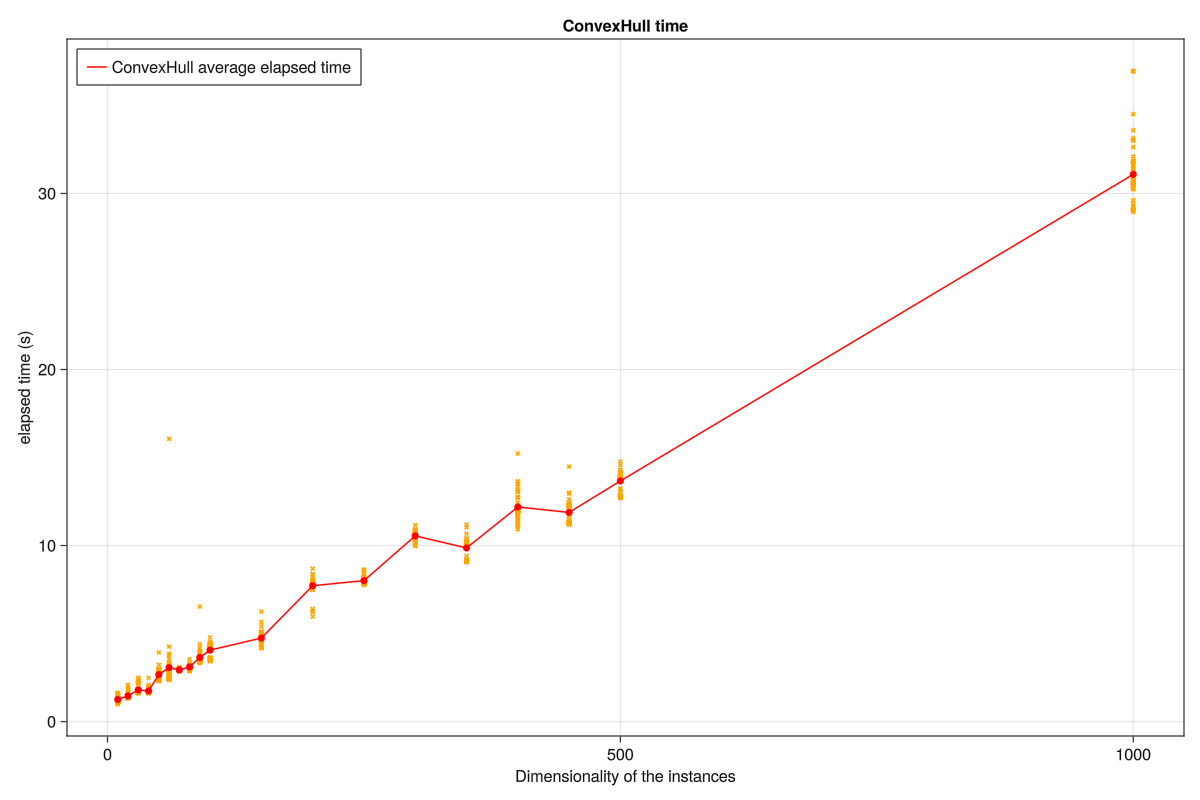 ConvexHull time
ConvexHull average elapsed time
30
20
10
0
elapsed time (s)
0
500
1000
Dimensionality of the instances